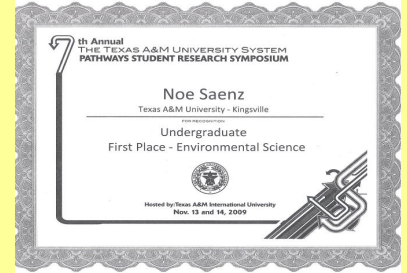 7th Annual
THE TEXAS A&M UNIVERSITY SYSTEM
PATHWAYS STUDENT RESEARCH SYMPOSIUM
Noe Saenz
Texas A&M University - Kingsville
FOR RECOGNITION
Undergraduate
First Place - Environmental Science
Hosted by:Texas A&M International University
Nov. 13 and 14, 2009